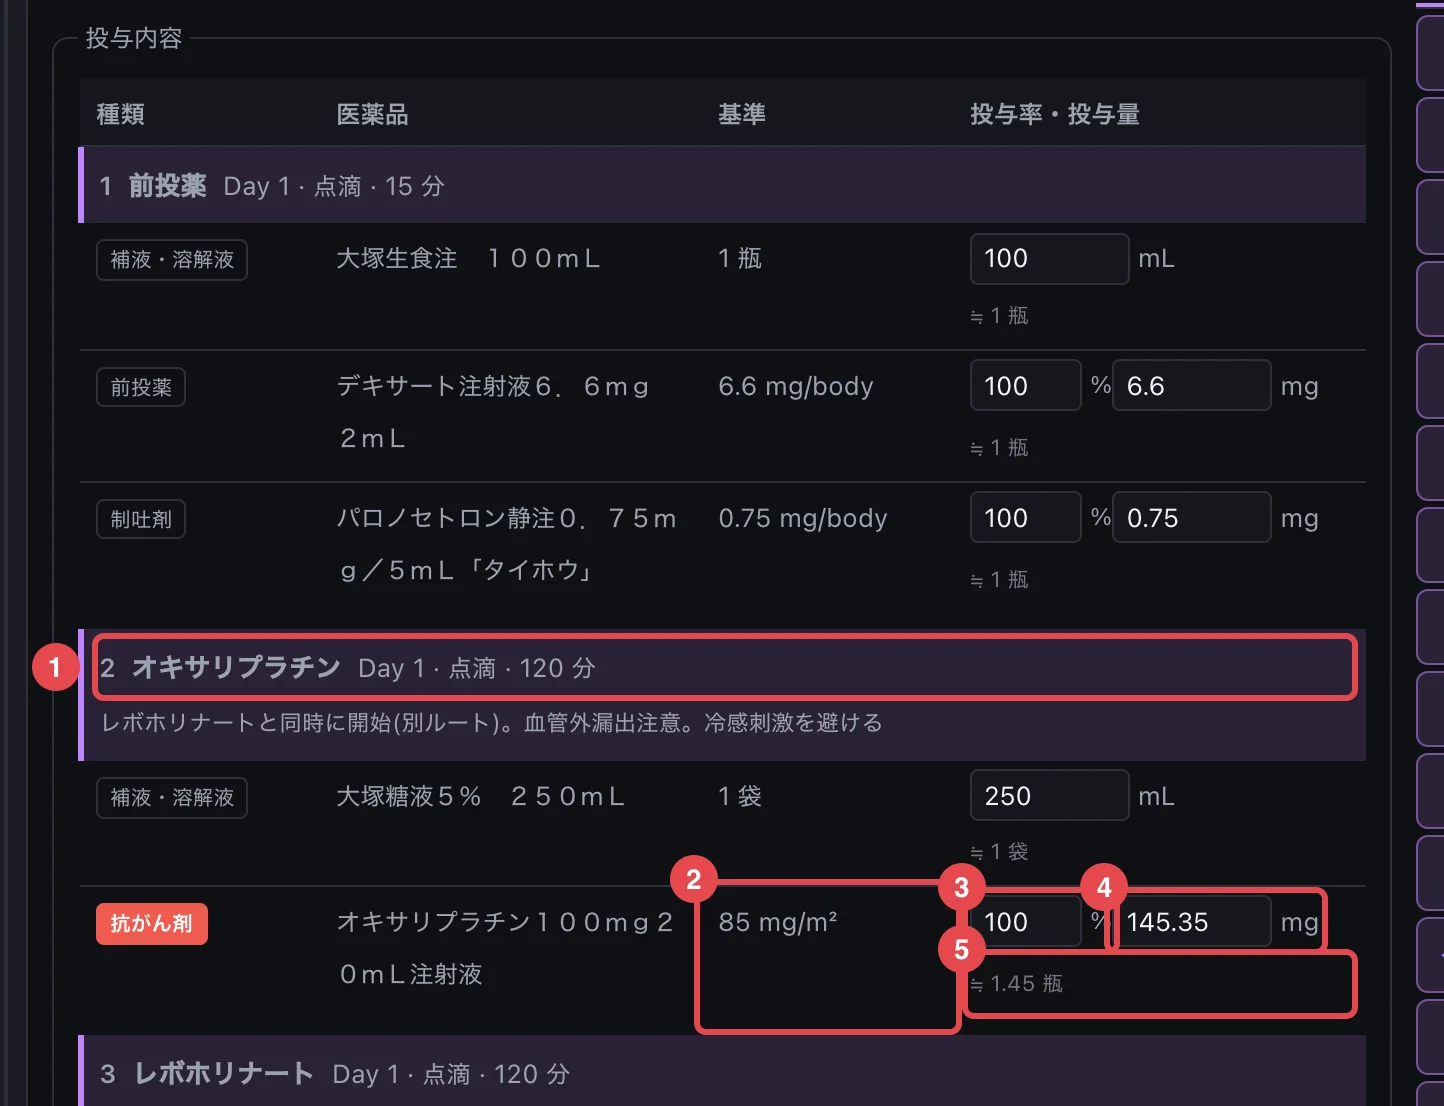 投与内容
種類 医薬品 基準 投与率・投与量
1 前投薬 Day 1 · 点滴 · 15 分
補液・溶解液 大塚生食注　１００ｍＬ 1 瓶 100 mL
≒ 1 瓶
前投薬 デキサート注射液６．６ｍｇ 6.6 mg/body 100 % 6.6 mg
２ｍＬ ≒ 1 瓶
制吐剤 パロノセトロン静注０．７５ｍ 0.75 mg/body 100 % 0.75 mg
ｇ／５ｍＬ「タイホウ」 ≒ 1 瓶
1 2 オキサリプラチン Day 1 · 点滴 · 120 分
レボホリナートと同時に開始(別ルート)。血管外漏出注意。冷感刺激を避ける
補液・溶解液 大塚糖液５％　２５０ｍＬ 1 袋 250 mL
≒ 1 袋
2 3 4
抗がん剤 オキサリプラチン１００ｍｇ２ 85 mg/m² 100 % 145.35 mg
5
０ｍＬ注射液 ≒ 1.45 瓶
3 レボホリナート Day 1 · 点滴 · 120 分